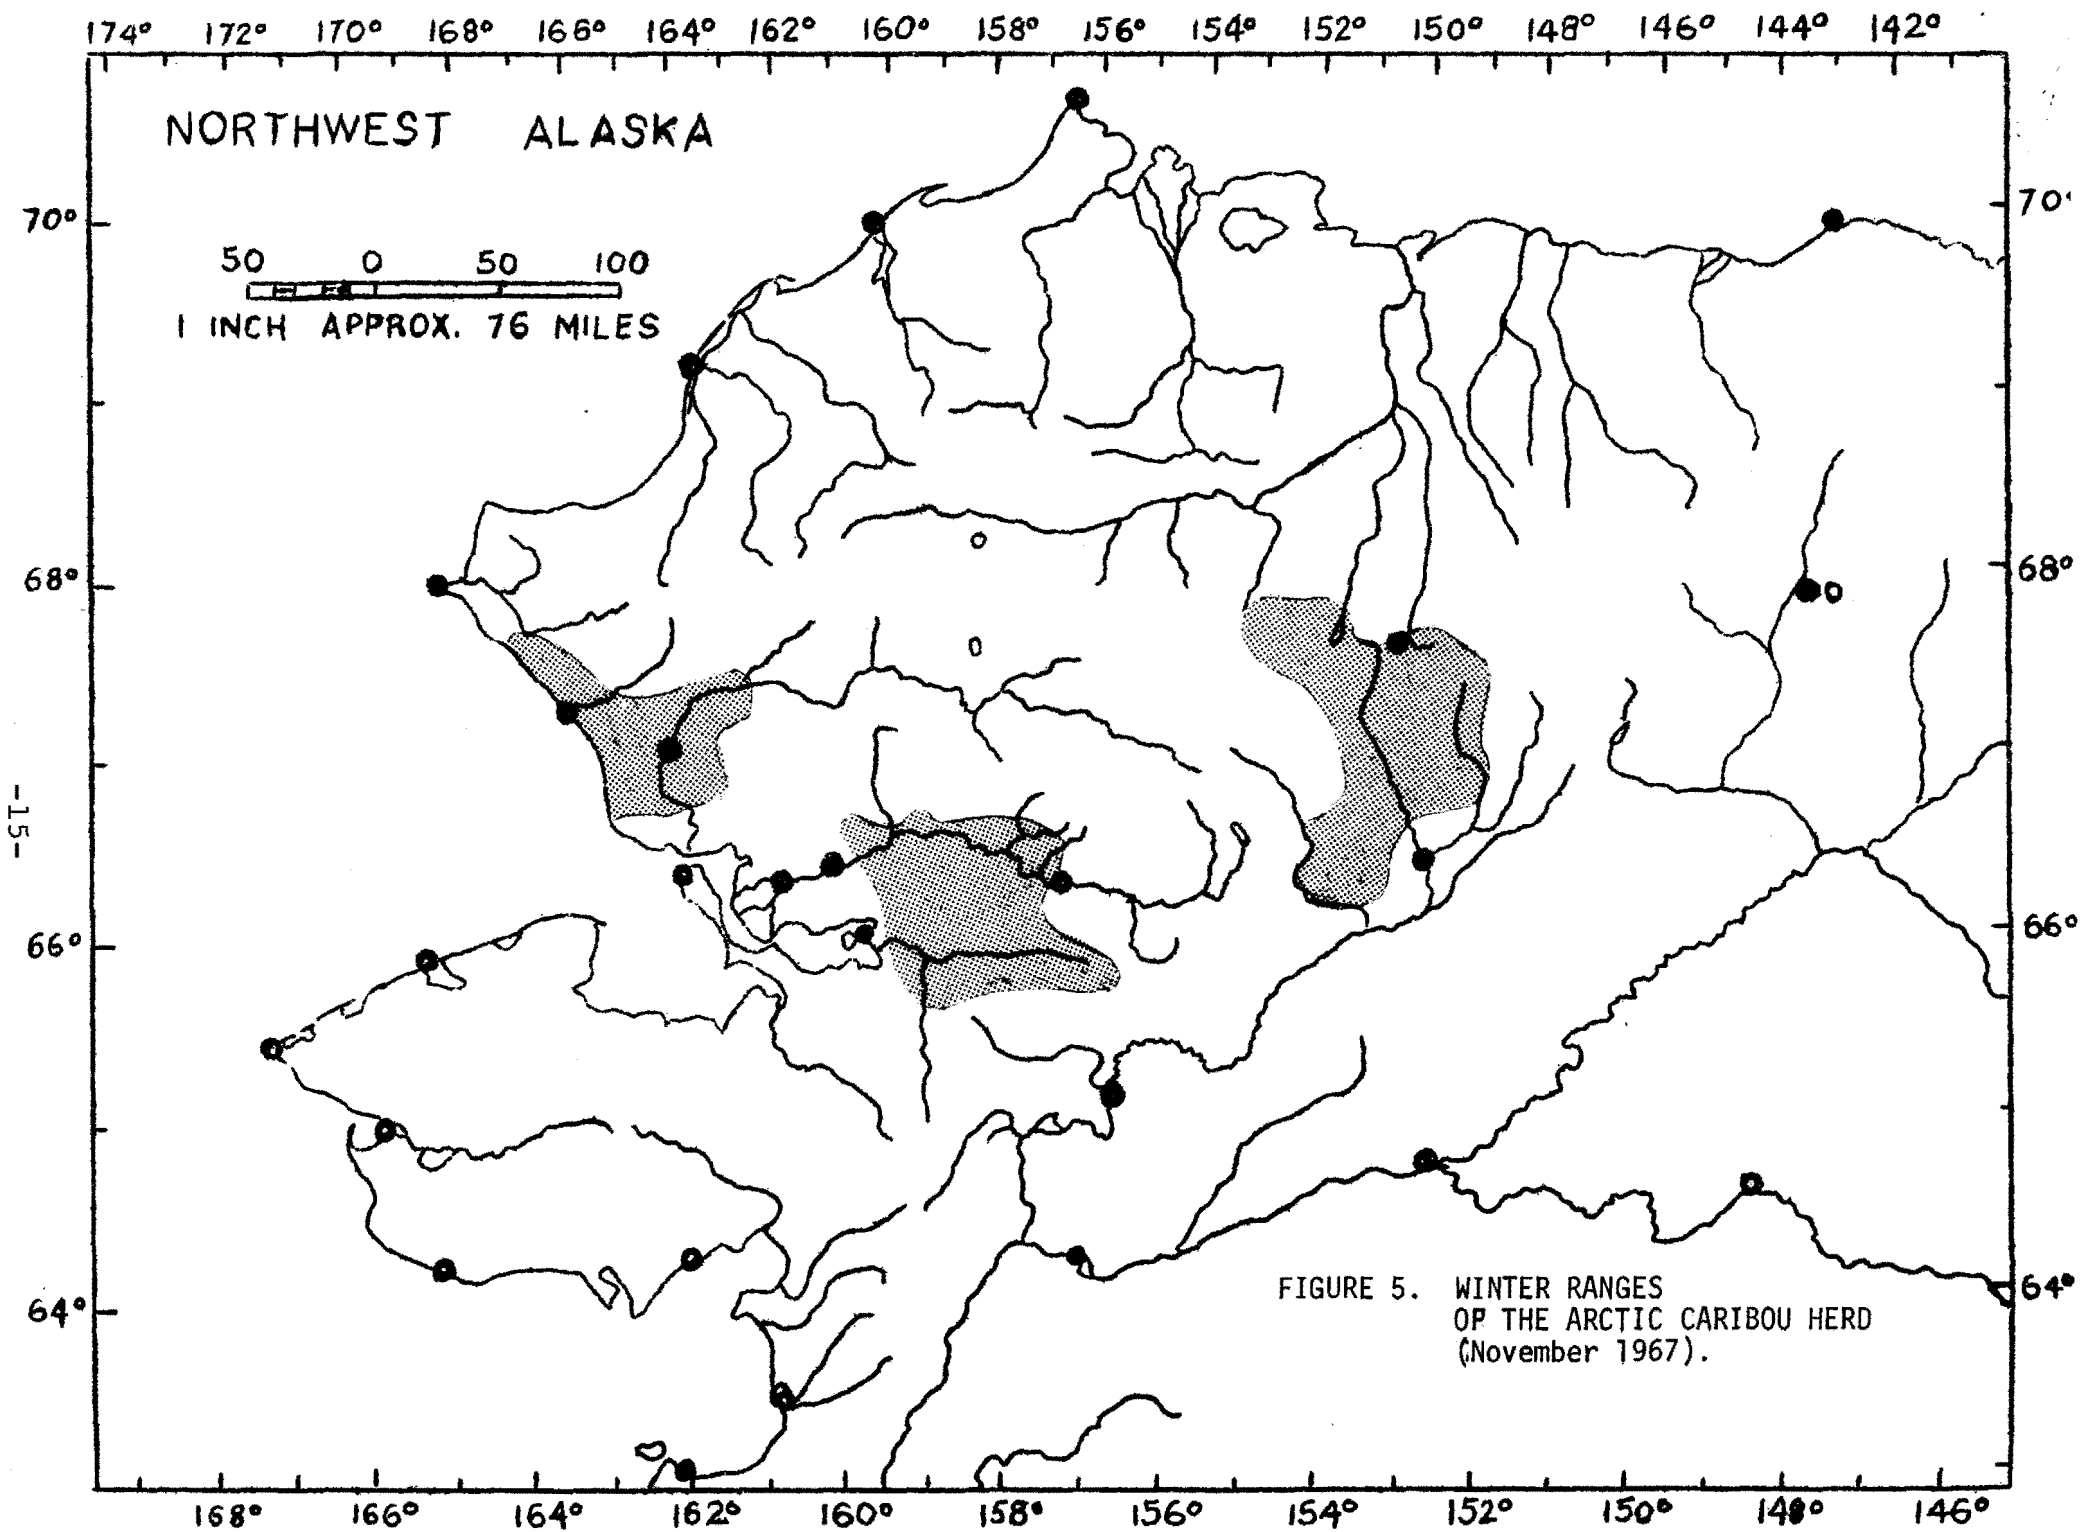 174° 172° 170° 168° 166° 164° 162° 160° 158° 156° 154° 152° 150° 148° 146° 144° 142°
NORTHWEST ALASKA
70° 70°
50 0 50 100
1 INCH APPROX. 76 MILES
68° 68°
-15-
66° 66°
64° 64°
FIGURE 5. WINTER RANGES
OF THE ARCTIC CARIBOU HERD
(November 1967).
168° 166° 164° 162° 160° 158° 156° 154° 152° 150° 148° 146°